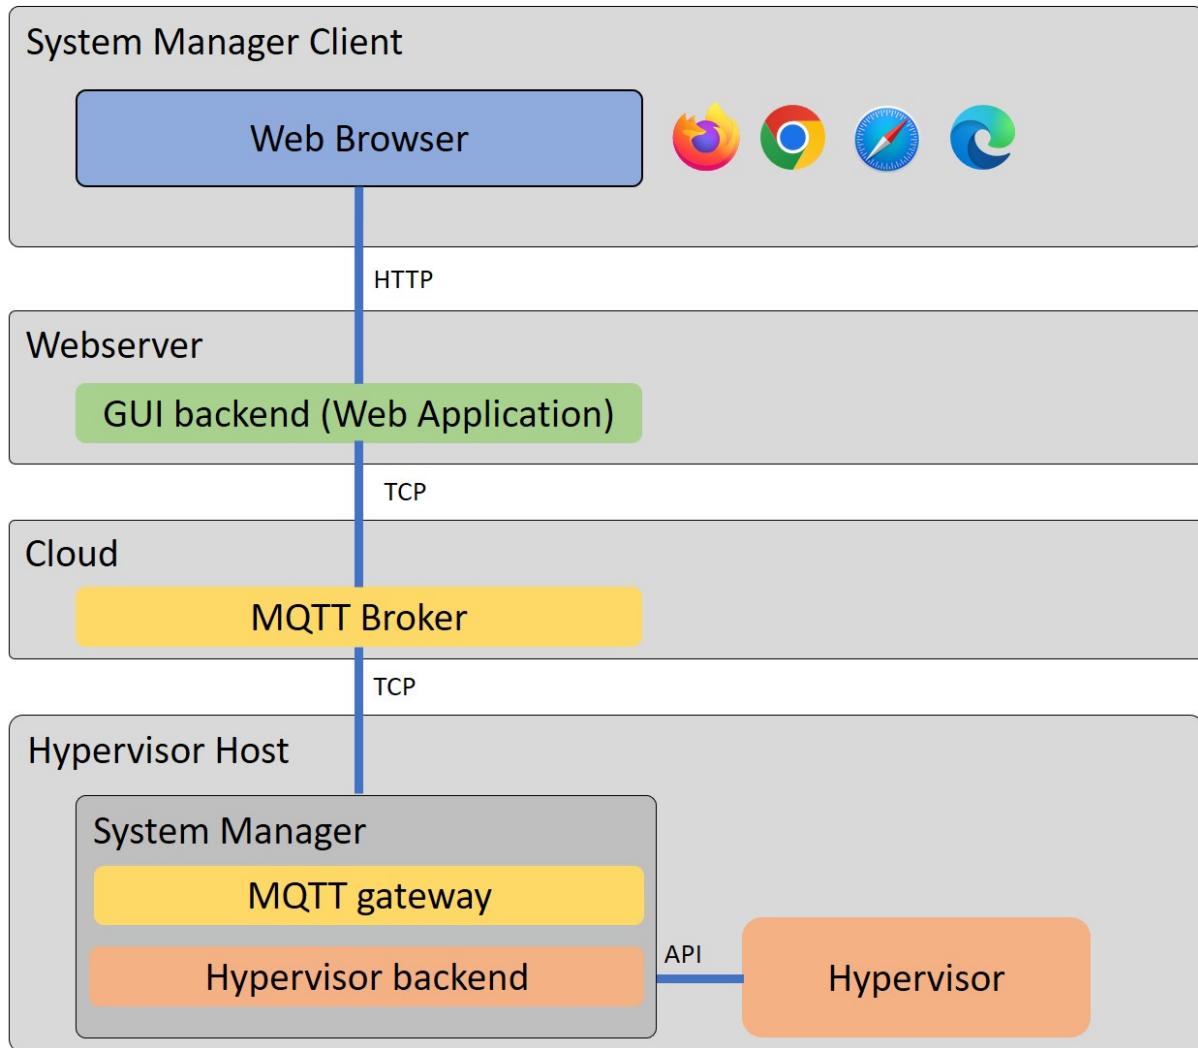 System Manager Client
Web Browser
HTTP
Webserver
GUI backend (Web Application)
TCP
Cloud
MQTT Broker
TCP
Hypervisor Host
System Manager
MQTT gateway
Hypervisor backend
API
Hypervisor